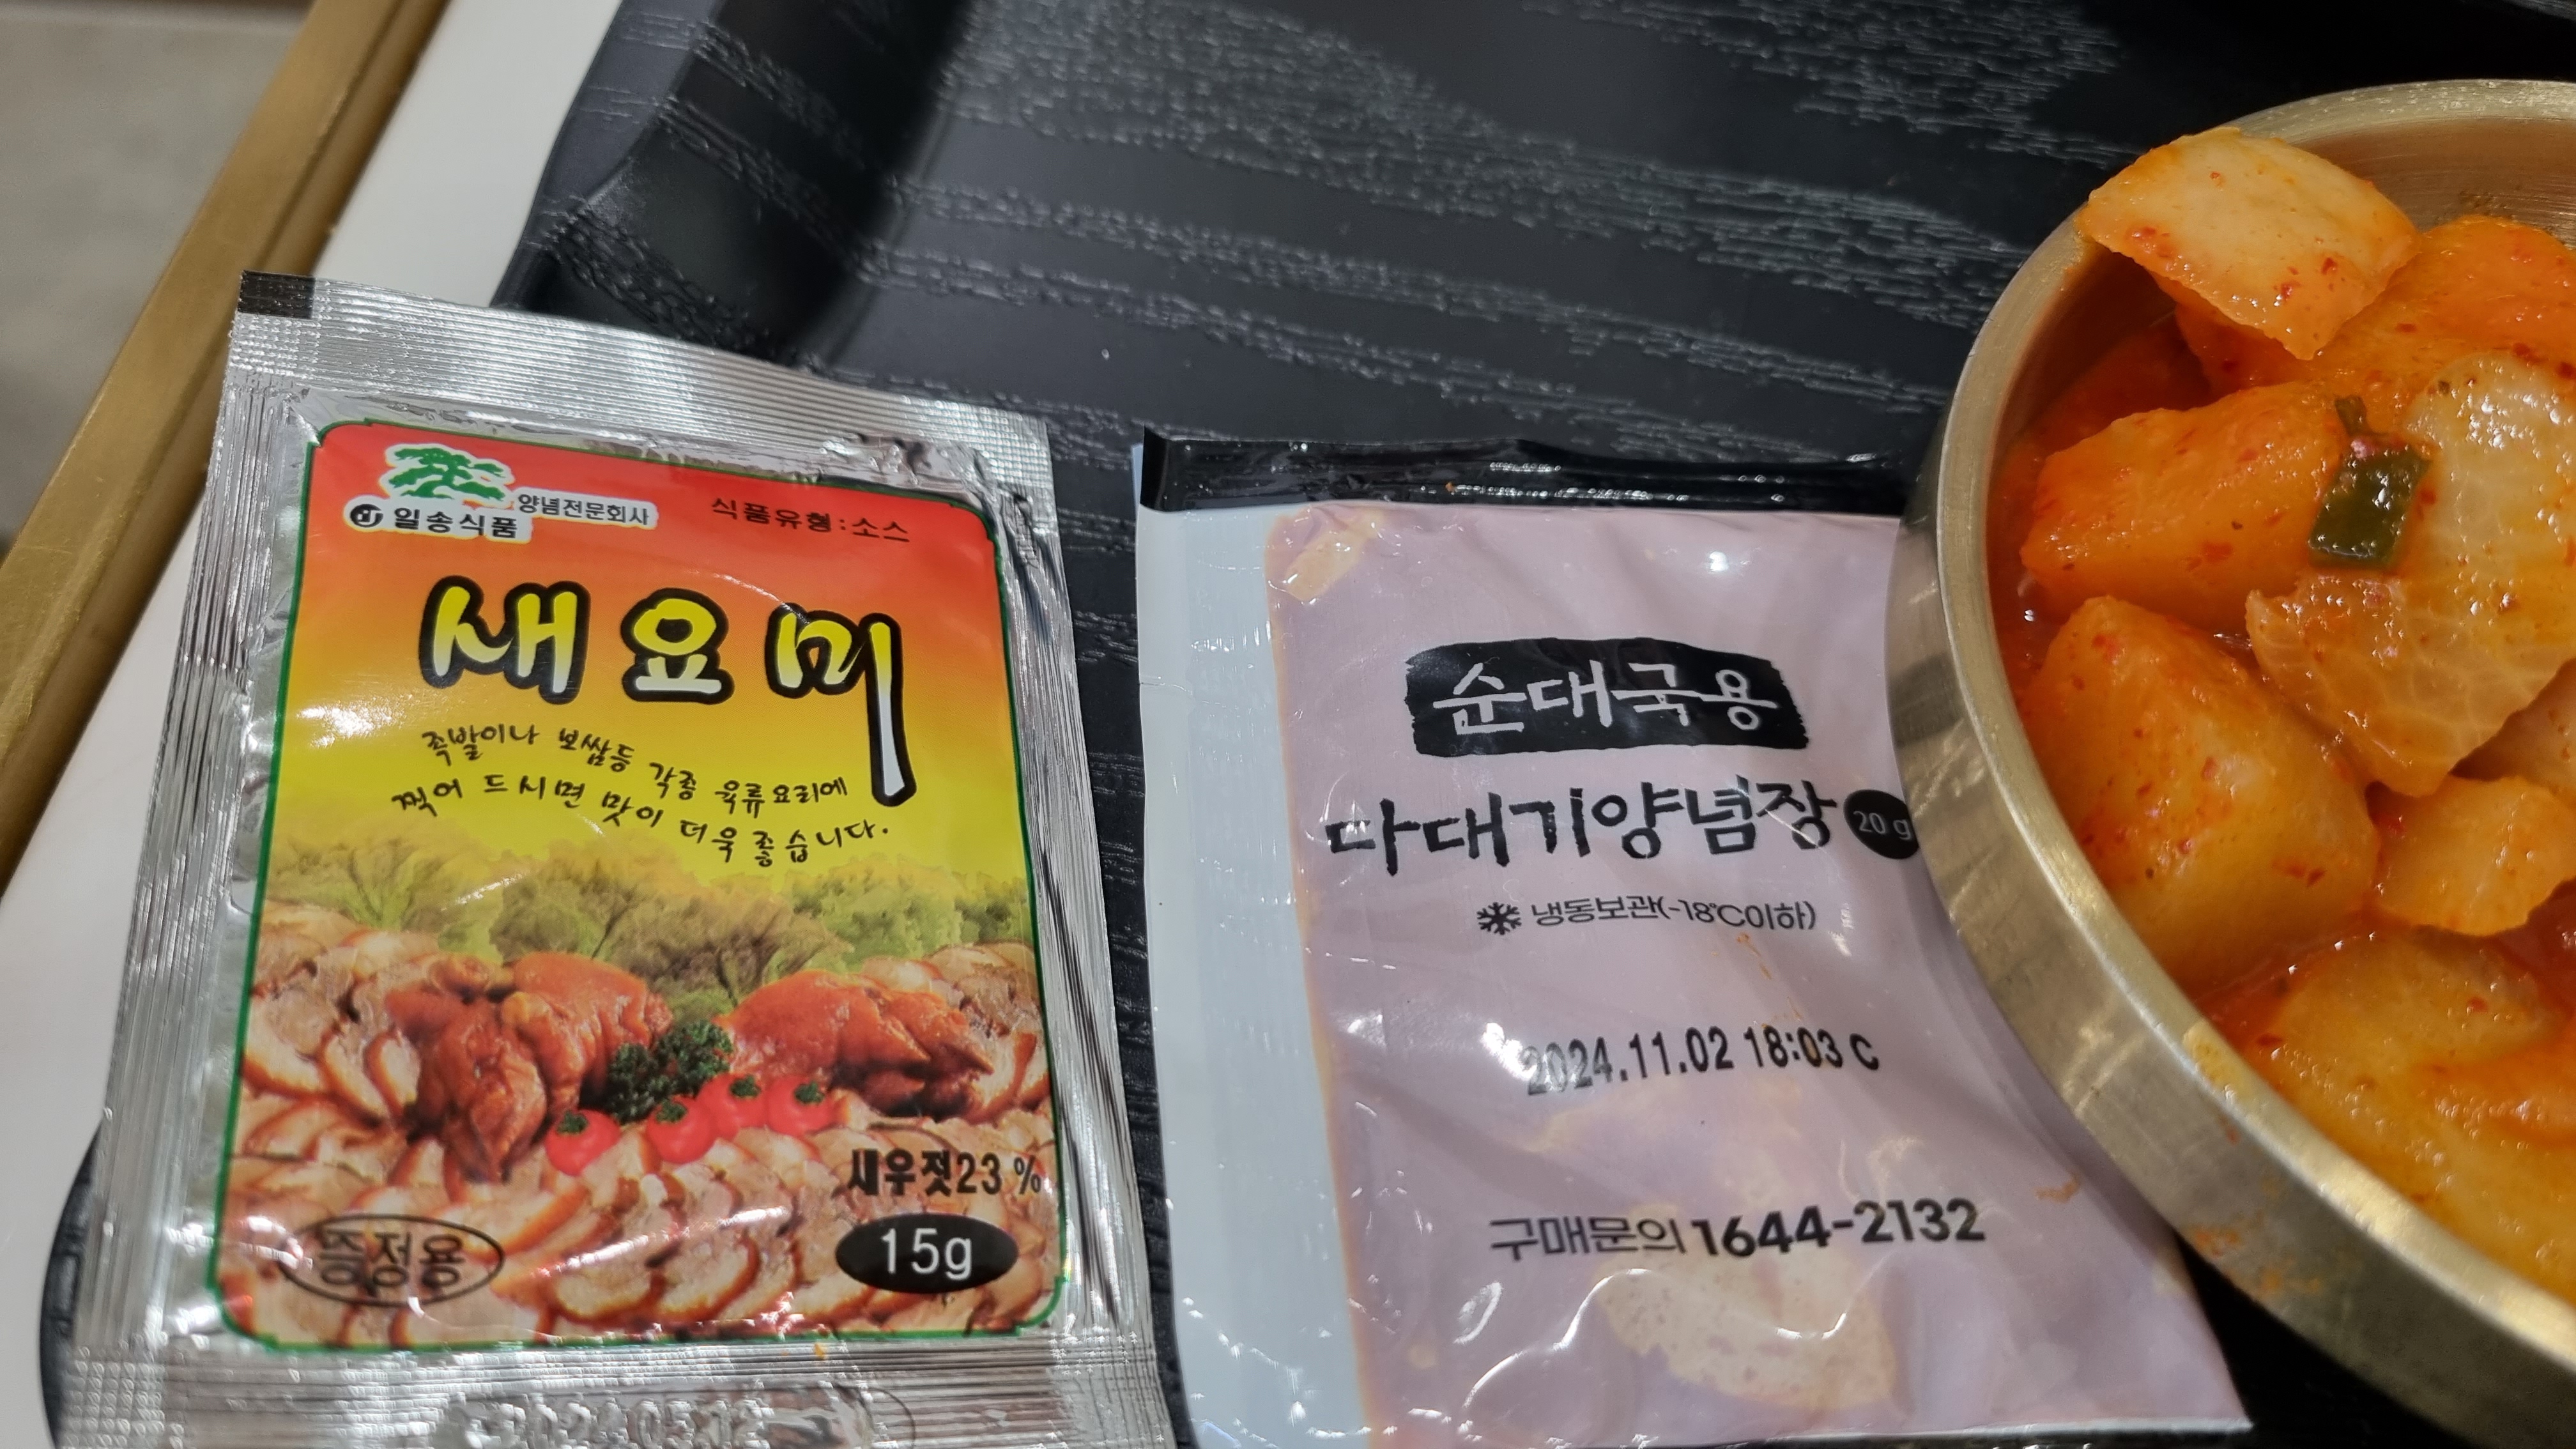 일송식품
양념전문회사
식품유형:소스
새요미
족발이나 보쌈등 각종 육류요리에
찍어 드시면 맛이 더욱 좋습니다.
새우젓23%
증정용
15g
순대국용
다대기양념장 20g
냉동보관(-18℃이하)
2024.11.02 18:03 C
구매문의 1644-2132